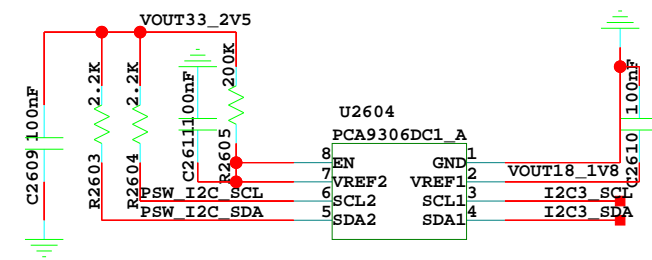 VOUT33_2V5
C2609 100nF
R2603 2.2K
R2604 2.2K
C2611 100nF
R2605 200K
U2604
PCA9306DC1_A
8 EN GND 1
7 VREF2 VREF1 2 VOUT18_1V8
PSW_I2C_SCL 6 SCL2 SCL1 3 I2C3_SCL
PSW_I2C_SDA 5 SDA2 SDA1 4 I2C3_SDA
C2610 100nF